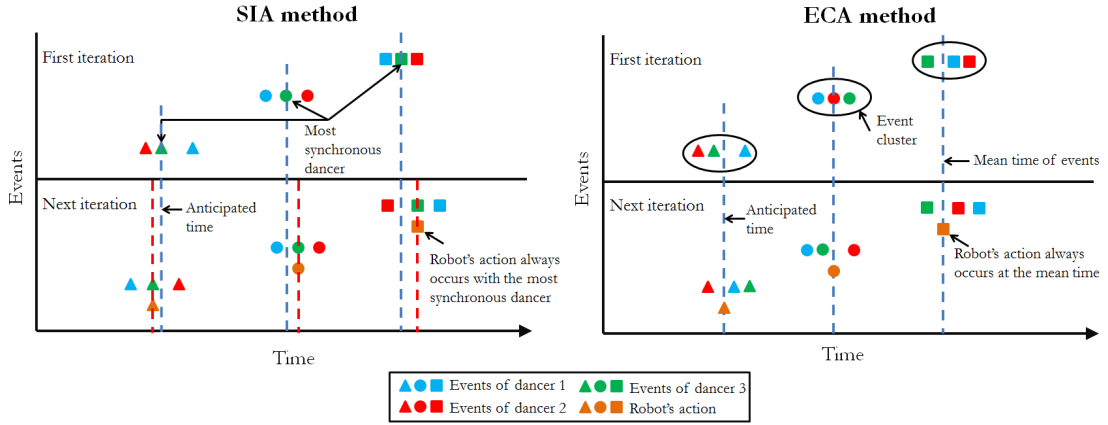 SIA method
First iteration
Most
synchronous
dancer
Next iteration
Anticipated
time
Robot's action always
occurs with the most
synchronous dancer
Events
Time
ECA method
First iteration
Event
cluster
Mean time of events
Next iteration
Anticipated
time
Robot's action always
occurs at the mean time
Events
Time
Events of dancer 1
Events of dancer 3
Events of dancer 2
Robot's action